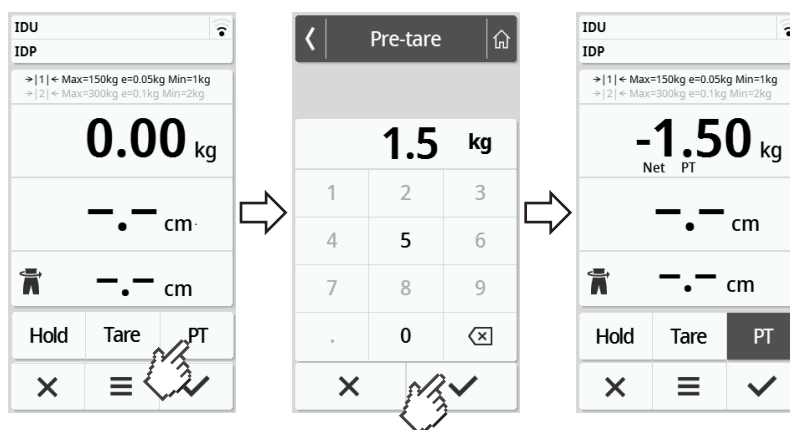 IDU
IDP
→|1|← Max=150kg e=0.05kg Min=1kg
→|2|← Max=300kg e=0.1kg Min=2kg
0.00 kg
-.- cm
-.- cm
Hold Tare PT
Pre-tare
1.5 kg
1 2 3
4 5 6
7 8 9
. 0
IDU
IDP
→|1|← Max=150kg e=0.05kg Min=1kg
→|2|← Max=300kg e=0.1kg Min=2kg
-1.50 kg
Net PT
-.- cm
-.- cm
Hold Tare PT